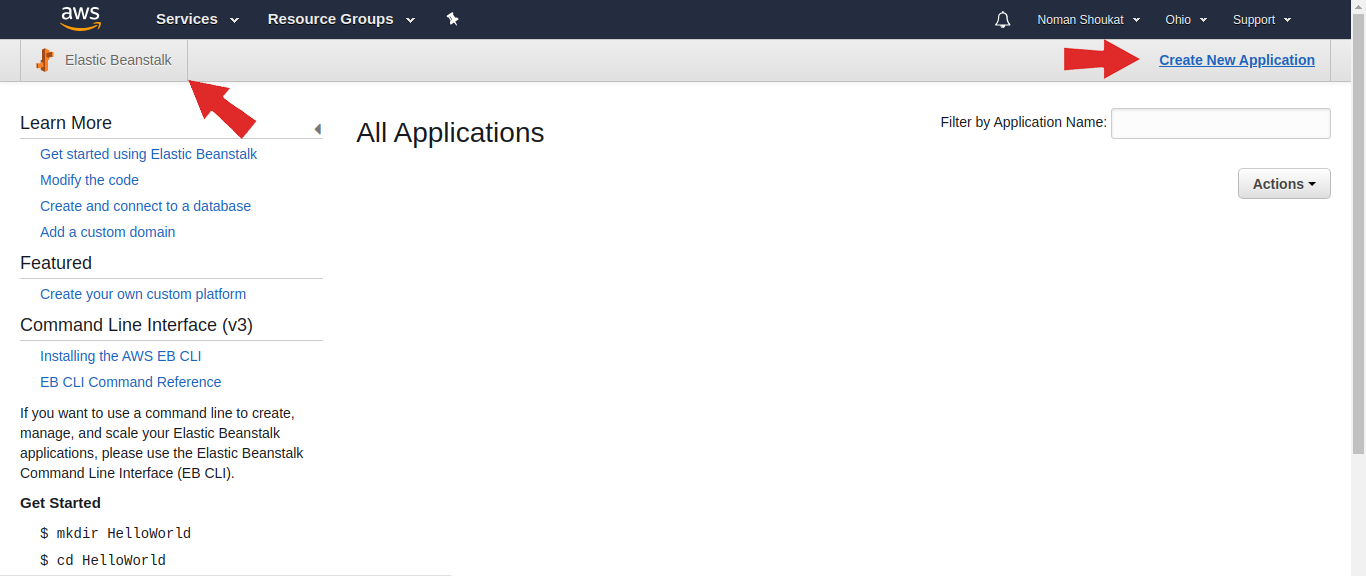 aws Services Resource Groups Noman Shoukat Ohio Support
Elastic Beanstalk Create New Application
Learn More
Get started using Elastic Beanstalk
Modify the code
Create and connect to a database
Add a custom domain
Featured
Create your own custom platform
Command Line Interface (v3)
Installing the AWS EB CLI
EB CLI Command Reference
If you want to use a command line to create,
manage, and scale your Elastic Beanstalk
applications, please use the Elastic Beanstalk
Command Line Interface (EB CLI).
Get Started
$ mkdir HelloWorld
$ cd HelloWorld
All Applications
Filter by Application Name:
Actions